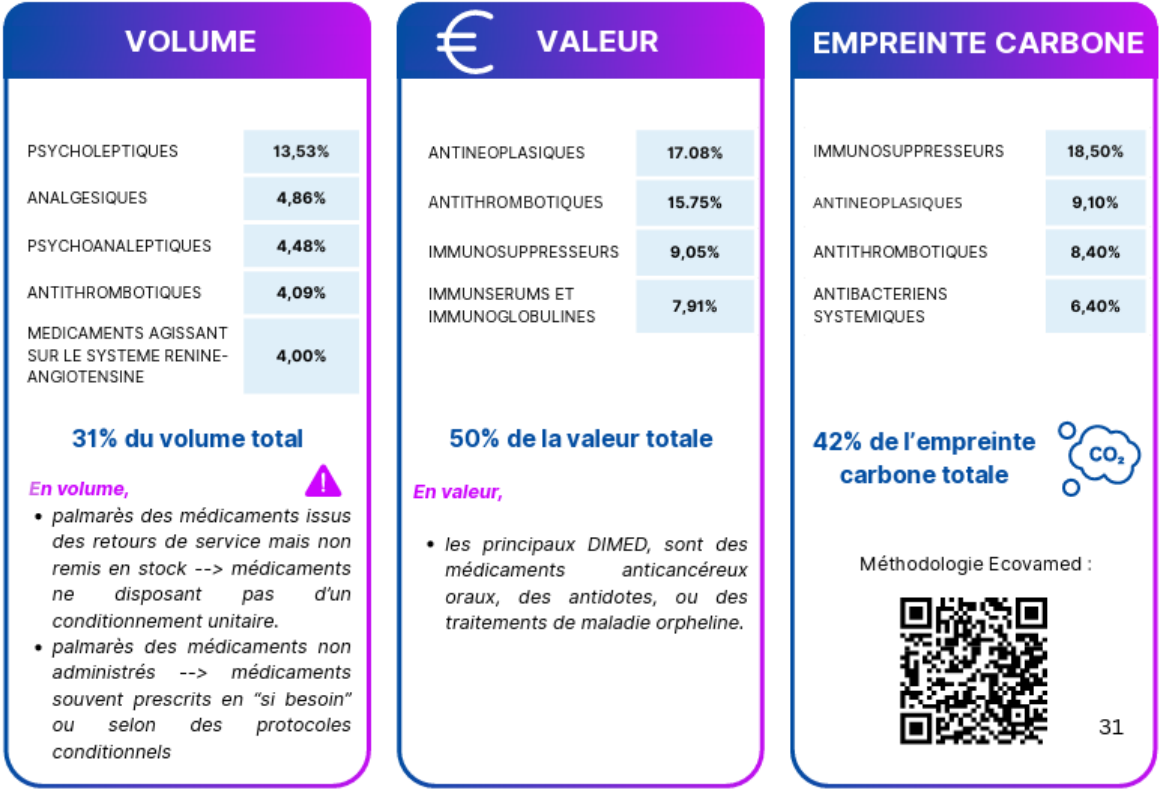 VOLUME
PSYCHOLEPTIQUES 13,53%
ANALGESIQUES 4,86%
PSYCHOANALEPTIQUES 4,48%
ANTITHROMBOTIQUES 4,09%
MEDICAMENTS AGISSANT
SUR LE SYSTEME RENINE-
ANGIOTENSINE
4,00%
31% du volume total
En volume,
• palmarès des médicaments issus
des retours de service mais non
remis en stock --> médicaments
ne disposant pas d'un
conditionnement unitaire.
• palmarès des médicaments non
administrés --> médicaments
souvent prescrits en “si besoin”
ou selon des protocoles
conditionnels
€ VALEUR
ANTINEOPLASIQUES 17.08%
ANTITHROMBOTIQUES 15.75%
IMMUNOSUPPRESSEURS 9,05%
IMMUNSERUMS ET
IMMUNOGLOBULINES
7,91%
50% de la valeur totale
En valeur,
• les principaux DIMED, sont des
médicaments anticancéreux
oraux, des antidotes, ou des
traitements de maladie orpheline.
EMPREINTE CARBONE
IMMUNOSUPPRESSEURS 18,50%
ANTINEOPLASIQUES 9,10%
ANTITHROMBOTIQUES 8,40%
ANTIBACTERIENS
SYSTEMIQUES
6,40%
42% de l'empreinte
carbone totale
CO₂
Méthodologie Ecovamed :
31